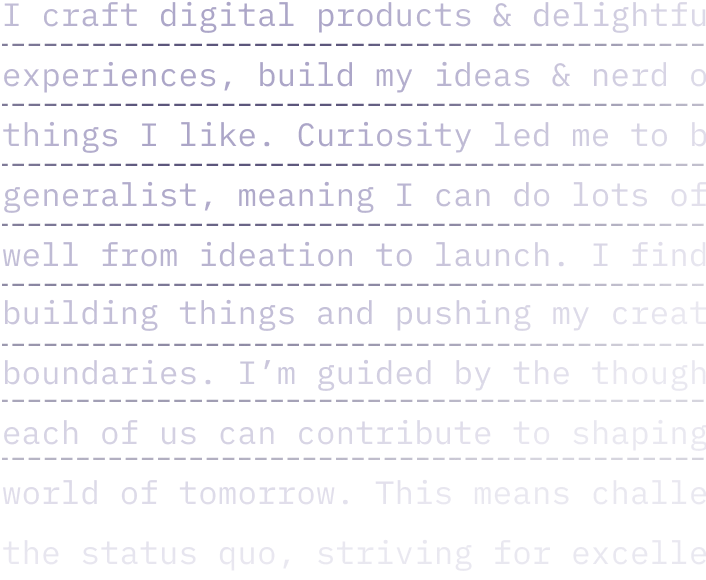 I craft digital products & delightfu
experiences, build my ideas & nerd o
things I like. Curiosity led me to b
generalist, meaning I can do lots of
well from ideation to launch. I find
building things and pushing my creat
boundaries. I’m guided by the though
each of us can contribute to shaping
world of tomorrow. This means challe
the status quo, striving for excelle